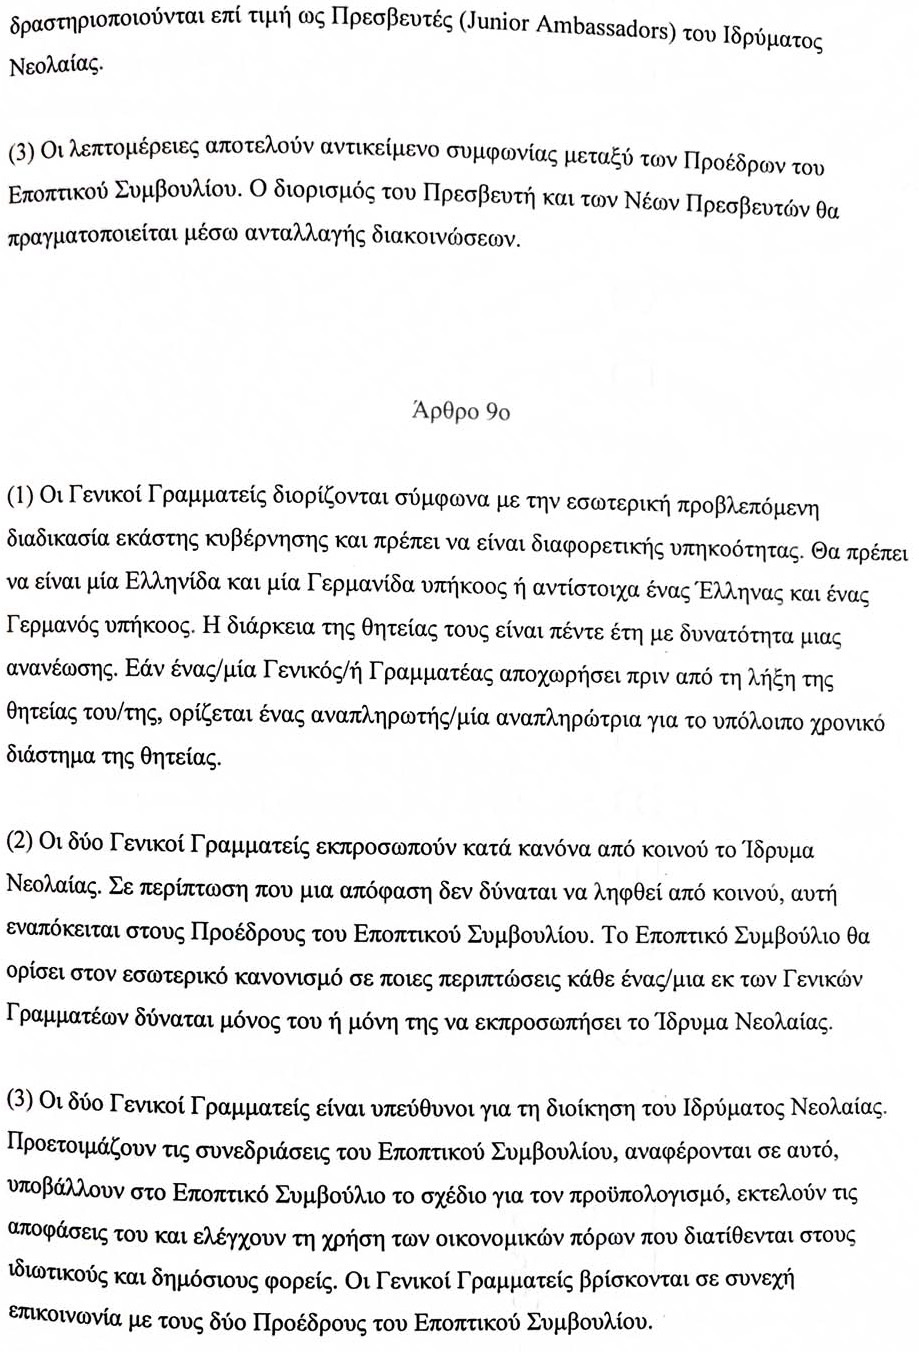 δραστηριοποιούνται επί τιμή ως Πρεσβευτές (Junior Ambassadors) του Ιδρύματος
Νεολαίας.
(3) Οι λεπτομέρειες αποτελούν αντικείμενο συμφωνίας μεταξύ των Προέδρων του
Εποπτικού Συμβουλίου. Ο διορισμός του Πρεσβευτή και των Νέων Πρεσβευτών θα
πραγματοποιείται μέσω ανταλλαγής διακοινώσεων.
Άρθρο 9ο
(1) Οι Γενικοί Γραμματείς διορίζονται σύμφωνα με την εσωτερική προβλεπόμενη
διαδικασία εκάστης κυβέρνησης και πρέπει να είναι διαφορετικής υπηκοότητας. Θα πρέπει
να είναι μία Ελληνίδα και μία Γερμανίδα υπήκοος ή αντίστοιχα ένας Έλληνας και ένας
Γερμανός υπήκοος. Η διάρκεια της θητείας τους είναι πέντε έτη με δυνατότητα μιας
ανανέωσης. Εάν ένας/μία Γενικός/ή Γραμματέας αποχωρήσει πριν από τη λήξη της
θητείας του/της, ορίζεται ένας αναπληρωτής/μία αναπληρώτρια για το υπόλοιπο χρονικό
διάστημα της θητείας.
(2) Οι δύο Γενικοί Γραμματείς εκπροσωπούν κατά κανόνα από κοινού το Ίδρυμα
Νεολαίας. Σε περίπτωση που μια απόφαση δεν δύναται να ληφθεί από κοινού, αυτή
εναπόκειται στους Προέδρους του Εποπτικού Συμβουλίου. Το Εποπτικό Συμβούλιο θα
ορίσει στον εσωτερικό κανονισμό σε ποιες περιπτώσεις κάθε ένας/μια εκ των Γενικών
Γραμματέων δύναται μόνος του ή μόνη της να εκπροσωπήσει το Ίδρυμα Νεολαίας.
(3) Οι δύο Γενικοί Γραμματείς είναι υπεύθυνοι για τη διοίκηση του Ιδρύματος Νεολαίας.
Προετοιμάζουν τις συνεδριάσεις του Εποπτικού Συμβουλίου, αναφέρονται σε αυτό,
υποβάλλουν στο Εποπτικό Συμβούλιο το σχέδιο για τον προϋπολογισμό, εκτελούν τις
αποφάσεις του και ελέγχουν τη χρήση των οικονομικών πόρων που διατίθενται στους
ιδιωτικούς και δημόσιους φορείς. Οι Γενικοί Γραμματείς βρίσκονται σε συνεχή
επικοινωνία με τους δύο Προέδρους του Εποπτικού Συμβουλίου.